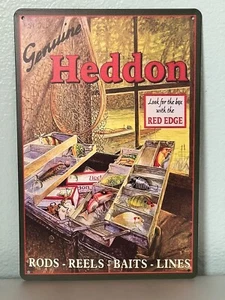 Genuine
Heddon
Look for the box
with the
RED EDGE
RODS - REELS - BAITS - LINES